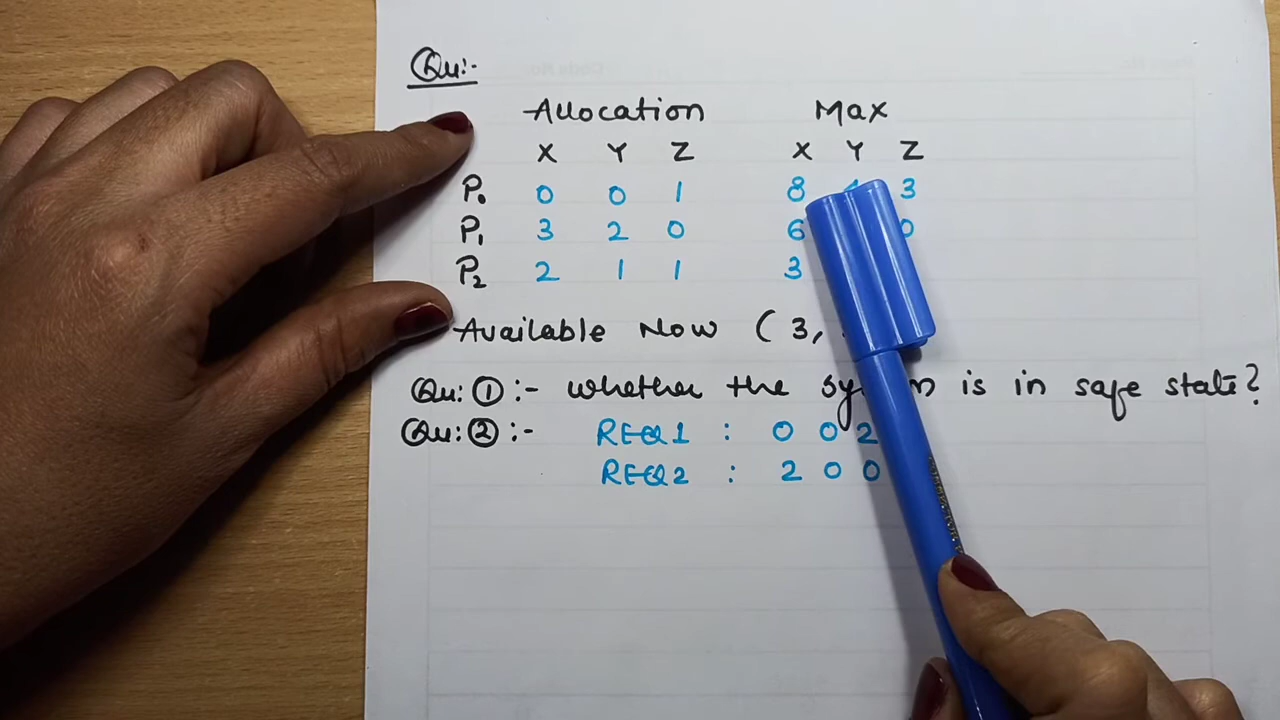 Qu:-
Allocation Max
X Y Z X Y Z
P0 0 0 1 8 3
P1 3 2 0 6 0
P2 2 1 1 3
Available Now (3,
Qu: ① :- whether the is in safe state?
Qu: ② :- REQ1 : 0 0 2
REQ2 : 2 0 0